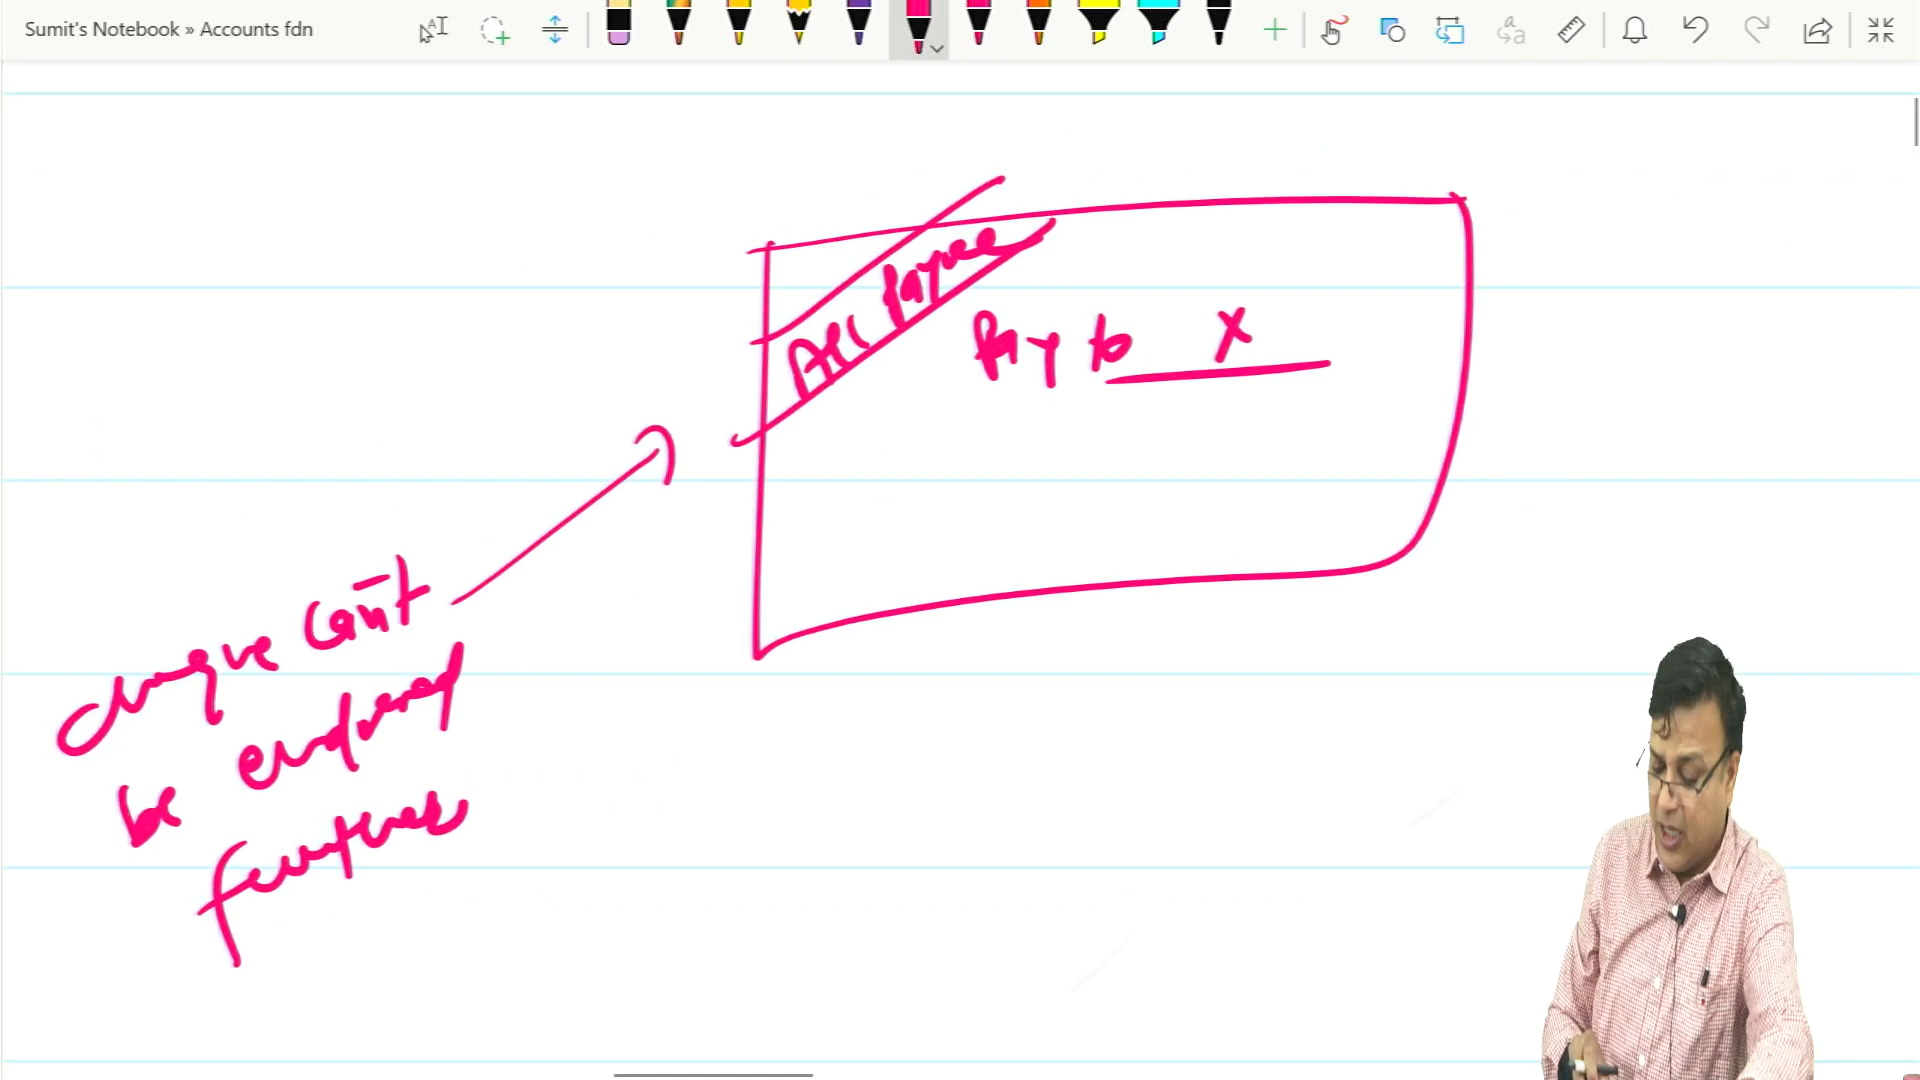 Sumit's Notebook » Accounts fdn
A/C payee
Pay to X
cheque can't
be endorsed
further